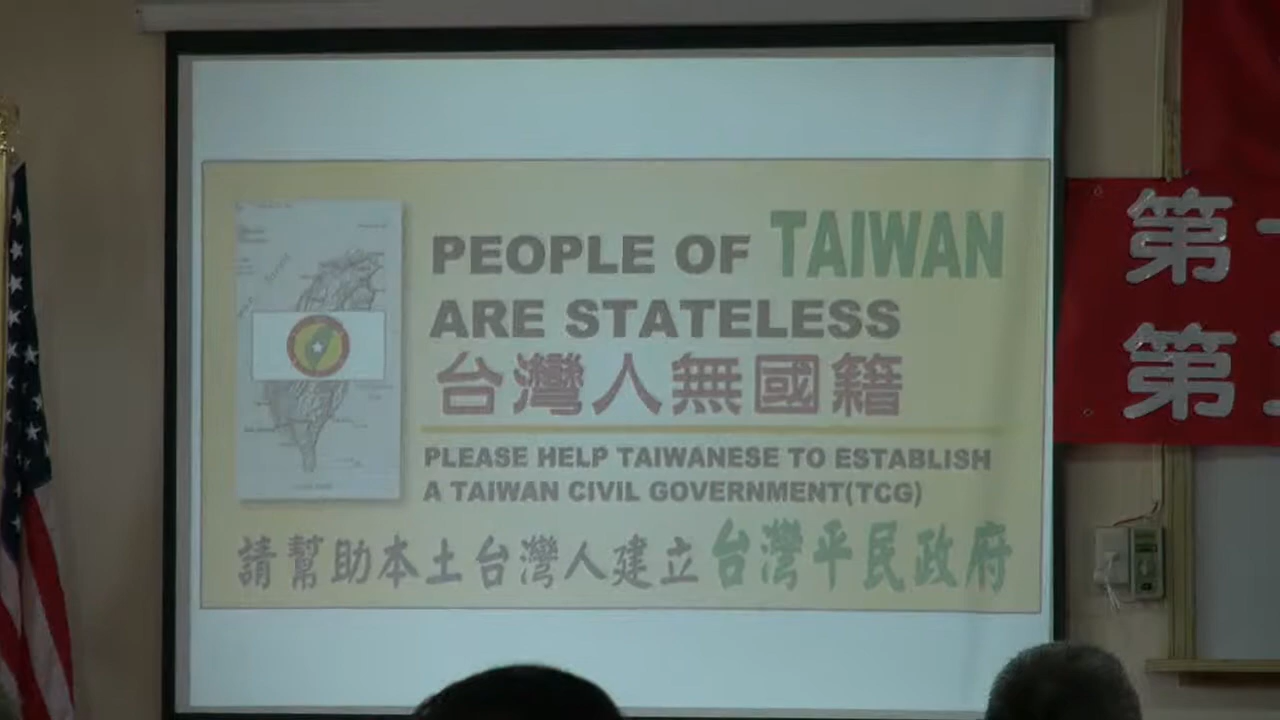 PEOPLE OF TAIWAN
ARE STATELESS
台灣人無國籍
PLEASE HELP TAIWANESE TO ESTABLISH
A TAIWAN CIVIL GOVERNMENT(TCG)
請幫助本土台灣人建立台灣平民政府
第
第